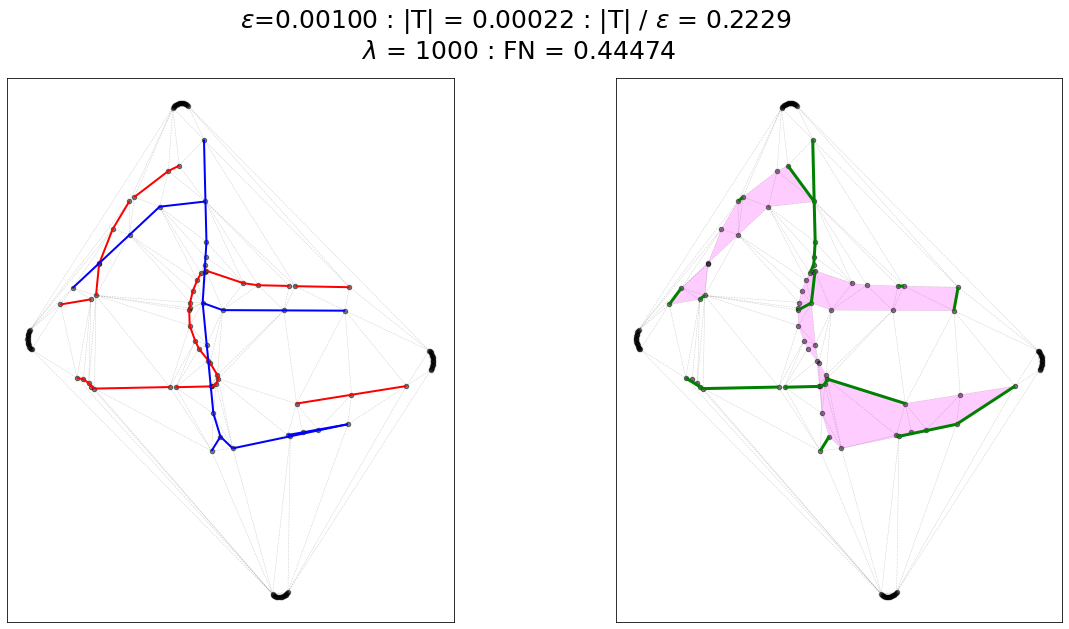 ε=0.00100 : |T| = 0.00022 : |T| / ε = 0.2229
λ = 1000 : FN = 0.44474